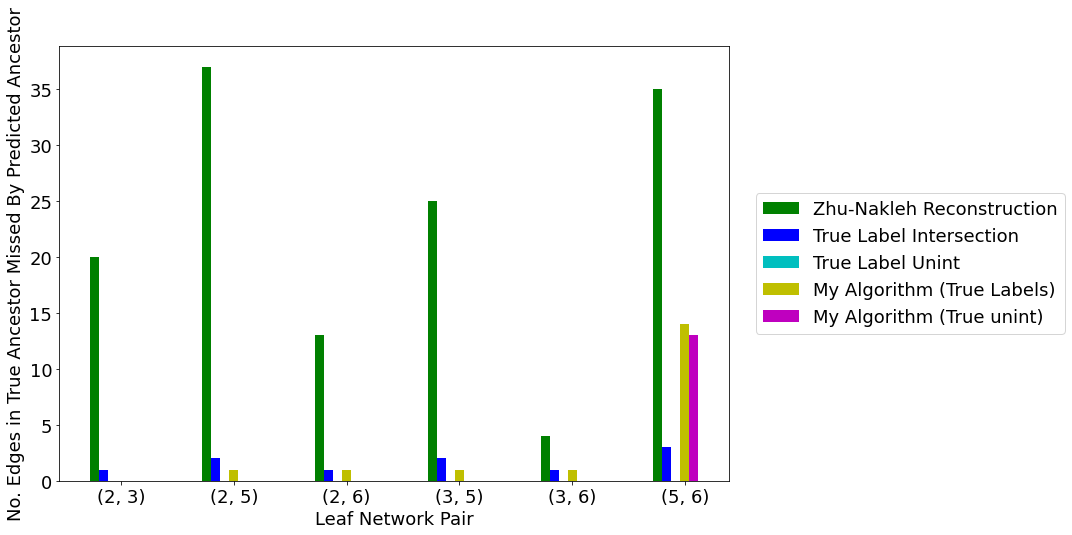 No. Edges in True Ancestor Missed By Predicted Ancestor
35
30
25
20
15
10
5
0
(2, 3) (2, 5) (2, 6) (3, 5) (3, 6) (5, 6)
Leaf Network Pair
Zhu-Nakleh Reconstruction
True Label Intersection
True Label Unint
My Algorithm (True Labels)
My Algorithm (True unint)